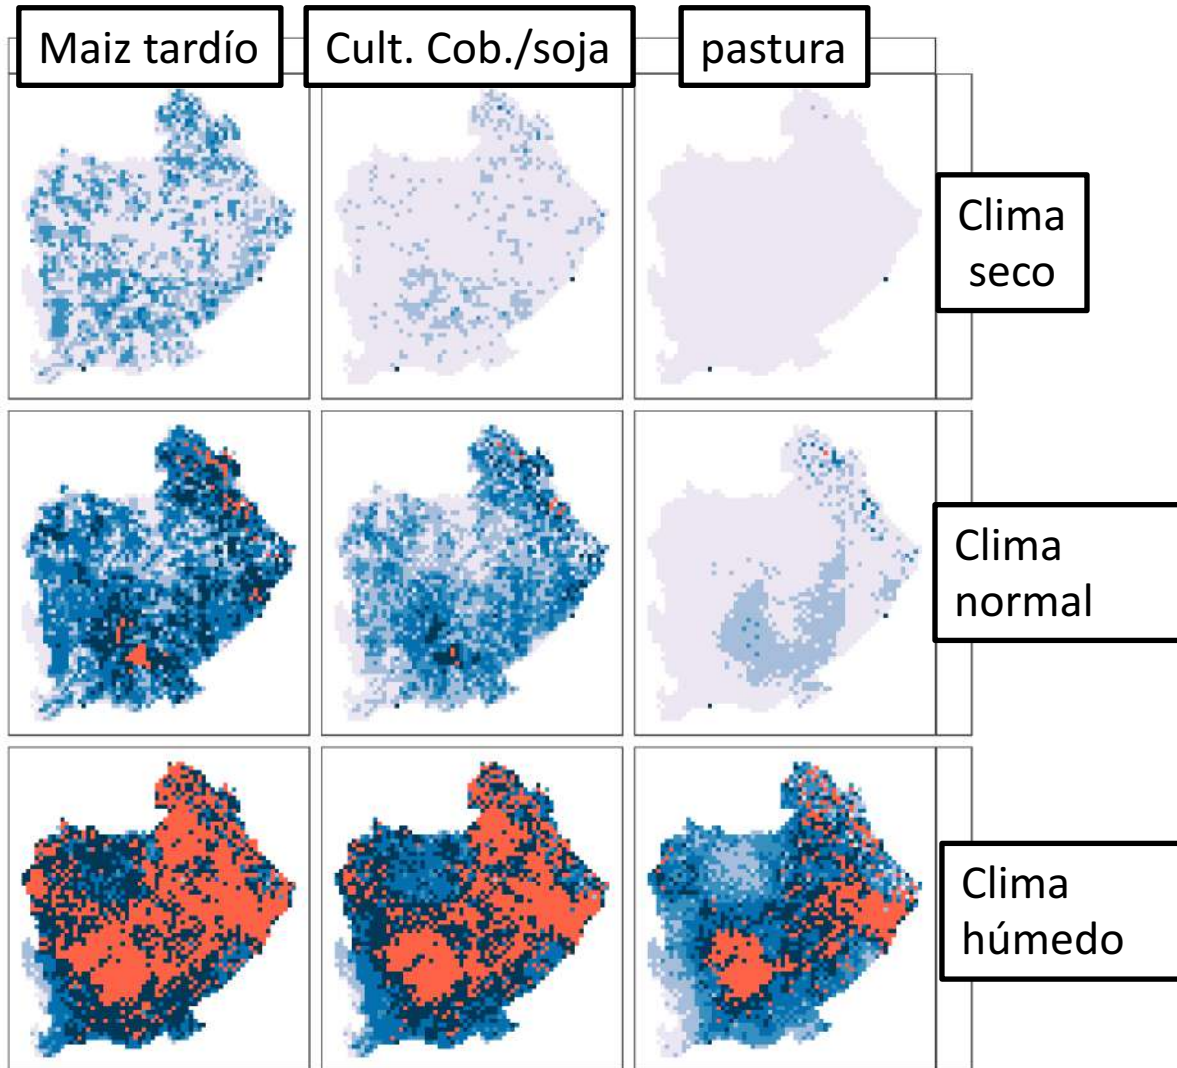 Maiz tardío
Cult. Cob./soja
pastura
Clima
seco
Clima
normal
Clima
húmedo